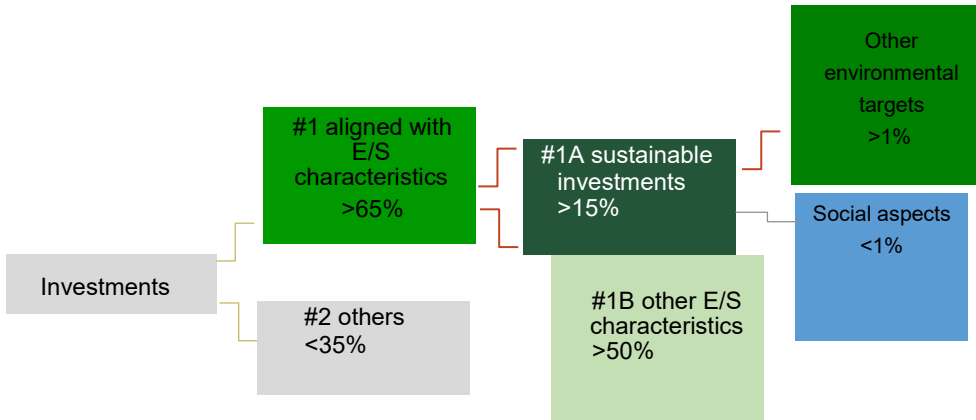 Investments
#1 aligned with
E/S
characteristics
>65%
#2 others
<35%
#1A sustainable
investments
>15%
#1B other E/S
characteristics
>50%
Other
environmental
targets
>1%
Social aspects
<1%